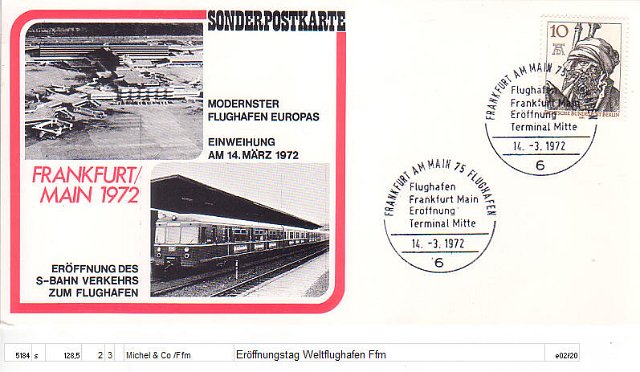 SONDERPOSTKARTE
MODERNSTER
FLUGHAFEN EUROPAS
EINWEIHUNG
AM 14. MÄRZ 1972
FRANKFURT/
MAIN 1972
ERÖFFNUNG DES
S-BAHN VERKEHRS
ZUM FLUGHAFEN
10
BERLIN
FRANKFURT AM MAIN 75
Flughafen
Frankfurt Main
Eröffnung
Terminal Mitte
14. -3. 1972
6
FRANKFURT AM MAIN 75 FLUGHAFEN
Flughafen
Frankfurt Main
Eröffnung
Terminal Mitte
14. -3. 1972
6
5184 s 128,5 2 3 Michel & Co /Ffm Eröffnungstag Weltflughafen Ffm e02/20